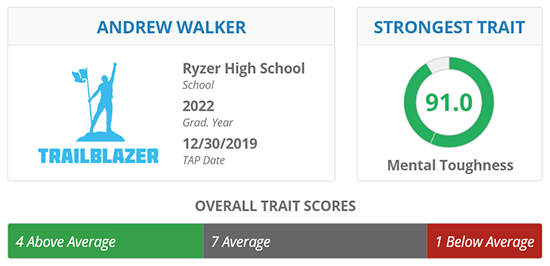 ANDREW WALKER
TRAILBLAZER
Ryzer High School
School
2022
Grad. Year
12/30/2019
TAP Date
STRONGEST TRAIT
91.0
Mental Toughness
OVERALL TRAIT SCORES
4 Above Average
7 Average
1 Below Average